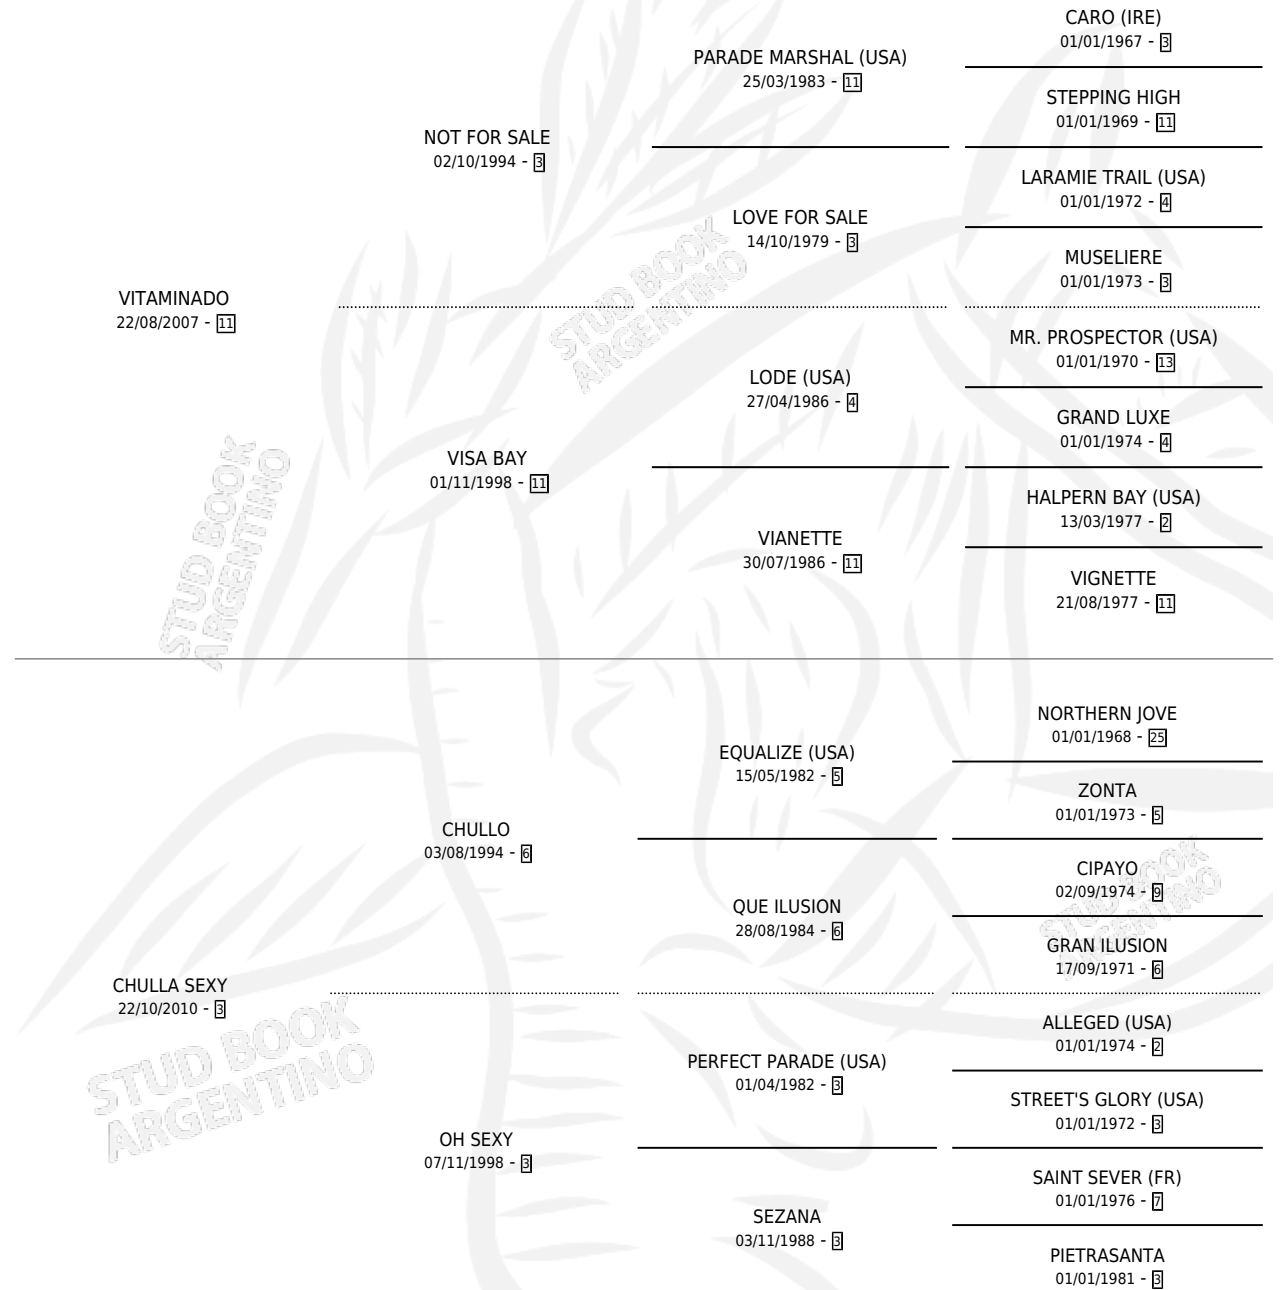 CARO (IRE)
01/01/1967 - 3
PARADE MARSHAL (USA)
25/03/1983 - 11
STEPPING HIGH
01/01/1969 - 11
NOT FOR SALE
02/10/1994 - 3
LARAMIE TRAIL (USA)
01/01/1972 - 4
LOVE FOR SALE
14/10/1979 - 3
MUSELIERE
01/01/1973 - 3
VITAMINADO
22/08/2007 - 11
STUD BOOK
ARGENTINO
MR. PROSPECTOR (USA)
01/01/1970 - 13
LODE (USA)
27/04/1986 - 4
GRAND LUXE
01/01/1974 - 4
VISA BAY
01/11/1998 - 11
HALPERN BAY (USA)
13/03/1977 - 2
VIANETTE
30/07/1986 - 11
VIGNETTE
21/08/1977 - 11
STUD BOOK
ARGENTINO
NORTHERN JOVE
01/01/1968 - 25
EQUALIZE (USA)
15/05/1982 - 5
ZONTA
01/01/1973 - 5
CHULLO
03/08/1994 - 6
CIPAYO
02/09/1974 - 9
QUE ILUSION
28/08/1984 - 6
STUD BOOK
ARGENTINO
GRAN ILUSION
17/09/1971 - 6
CHULLA SEXY
22/10/2010 - 3
STUD BOOK
ARGENTINO
ALLEGED (USA)
01/01/1974 - 2
PERFECT PARADE (USA)
01/04/1982 - 3
STREET'S GLORY (USA)
01/01/1972 - 3
OH SEXY
07/11/1998 - 3
SAINT SEVER (FR)
01/01/1976 - 7
SEZANA
03/11/1988 - 3
PIETRASANTA
01/01/1981 - 3